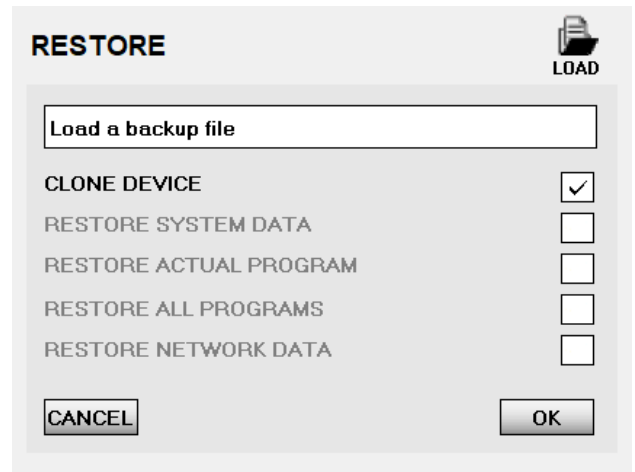 RESTORE
LOAD
Load a backup file
CLONE DEVICE
RESTORE SYSTEM DATA
RESTORE ACTUAL PROGRAM
RESTORE ALL PROGRAMS
RESTORE NETWORK DATA
CANCEL
OK